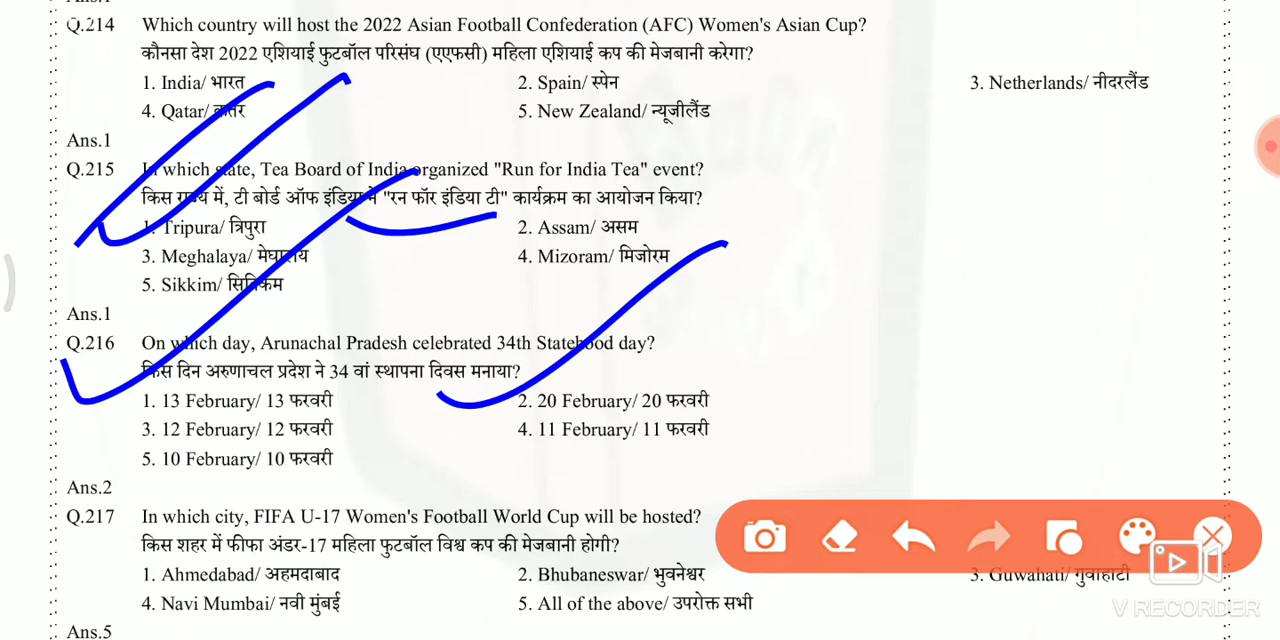 Q.214 Which country will host the 2022 Asian Football Confederation (AFC) Women's Asian Cup?
कौनसा देश 2022 एशियाई फुटबॉल परिसंघ (एएफसी) महिला एशियाई कप की मेजबानी करेगा?
1. India/ भारत 2. Spain/ स्पेन 3. Netherlands/ नीदरलैंड
4. Qatar/ कतर 5. New Zealand/ न्यूजीलैंड
Ans.1
Q.215 In which state, Tea Board of India organized "Run for India Tea" event?
किस राज्य में, टी बोर्ड ऑफ इंडिया ने "रन फॉर इंडिया टी" कार्यक्रम का आयोजन किया?
1. Tripura/ त्रिपुरा 2. Assam/ असम
3. Meghalaya/ मेघालय 4. Mizoram/ मिजोरम
5. Sikkim/ सिक्किम
Ans.1
Q.216 On which day, Arunachal Pradesh celebrated 34th Statehood day?
किस दिन अरुणाचल प्रदेश ने 34 वां स्थापना दिवस मनाया?
1. 13 February/ 13 फरवरी 2. 20 February/ 20 फरवरी
3. 12 February/ 12 फरवरी 4. 11 February/ 11 फरवरी
5. 10 February/ 10 फरवरी
Ans.2
Q.217 In which city, FIFA U-17 Women's Football World Cup will be hosted?
किस शहर में फीफा अंडर-17 महिला फुटबॉल विश्व कप की मेजबानी होगी?
1. Ahmedabad/ अहमदाबाद 2. Bhubaneswar/ भुवनेश्वर 3. Guwahati/ गुवाहाटी
4. Navi Mumbai/ नवी मुंबई 5. All of the above/ उपरोक्त सभी
V RECORDER
Ans.5